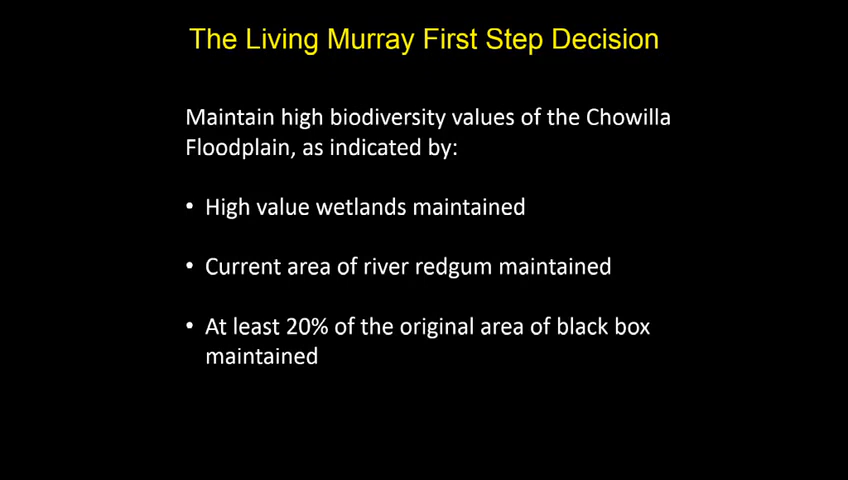 The Living Murray First Step Decision
Maintain high biodiversity values of the Chowilla
Floodplain, as indicated by:
• High value wetlands maintained
• Current area of river redgum maintained
• At least 20% of the original area of black box
maintained